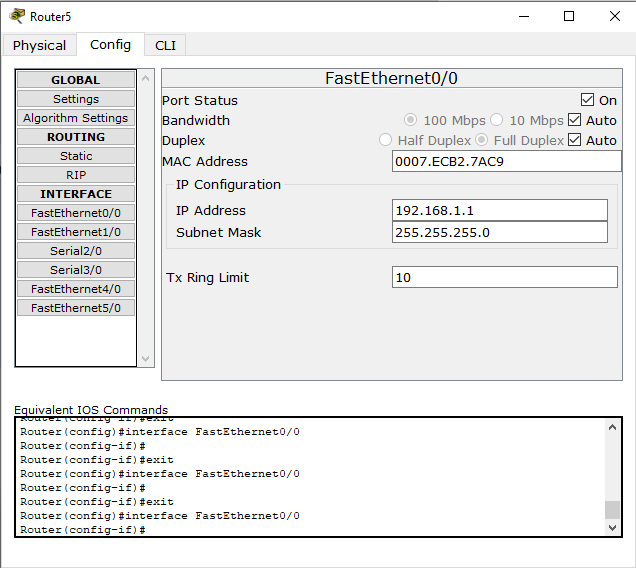 Router5
Physical Config CLI
GLOBAL
Settings
Algorithm Settings
ROUTING
Static
RIP
INTERFACE
FastEthernet0/0
FastEthernet1/0
Serial2/0
Serial3/0
FastEthernet4/0
FastEthernet5/0
FastEthernet0/0
Port Status On
Bandwidth 100 Mbps 10 Mbps Auto
Duplex Half Duplex Full Duplex Auto
MAC Address 0007.ECB2.7AC9
IP Configuration
IP Address 192.168.1.1
Subnet Mask 255.255.255.0
Tx Ring Limit 10
Equivalent IOS Commands
Router(config-if)#exit
Router(config)#interface FastEthernet0/0
Router(config-if)#
Router(config-if)#exit
Router(config)#interface FastEthernet0/0
Router(config-if)#
Router(config-if)#exit
Router(config)#interface FastEthernet0/0
Router(config-if)#